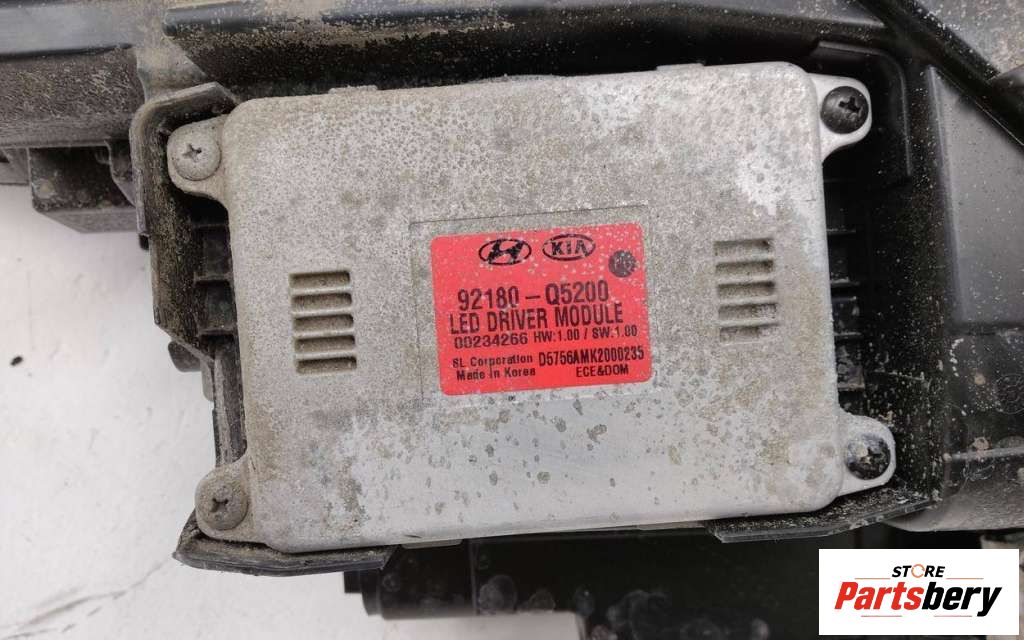 KIA
92180-Q5200
LED DRIVER MODULE
00234266 HW:1.00 / SW:1.00
SL Corporation D5756AMK2000235
Made in Korea ECE&DOM
STORE
Partsbery